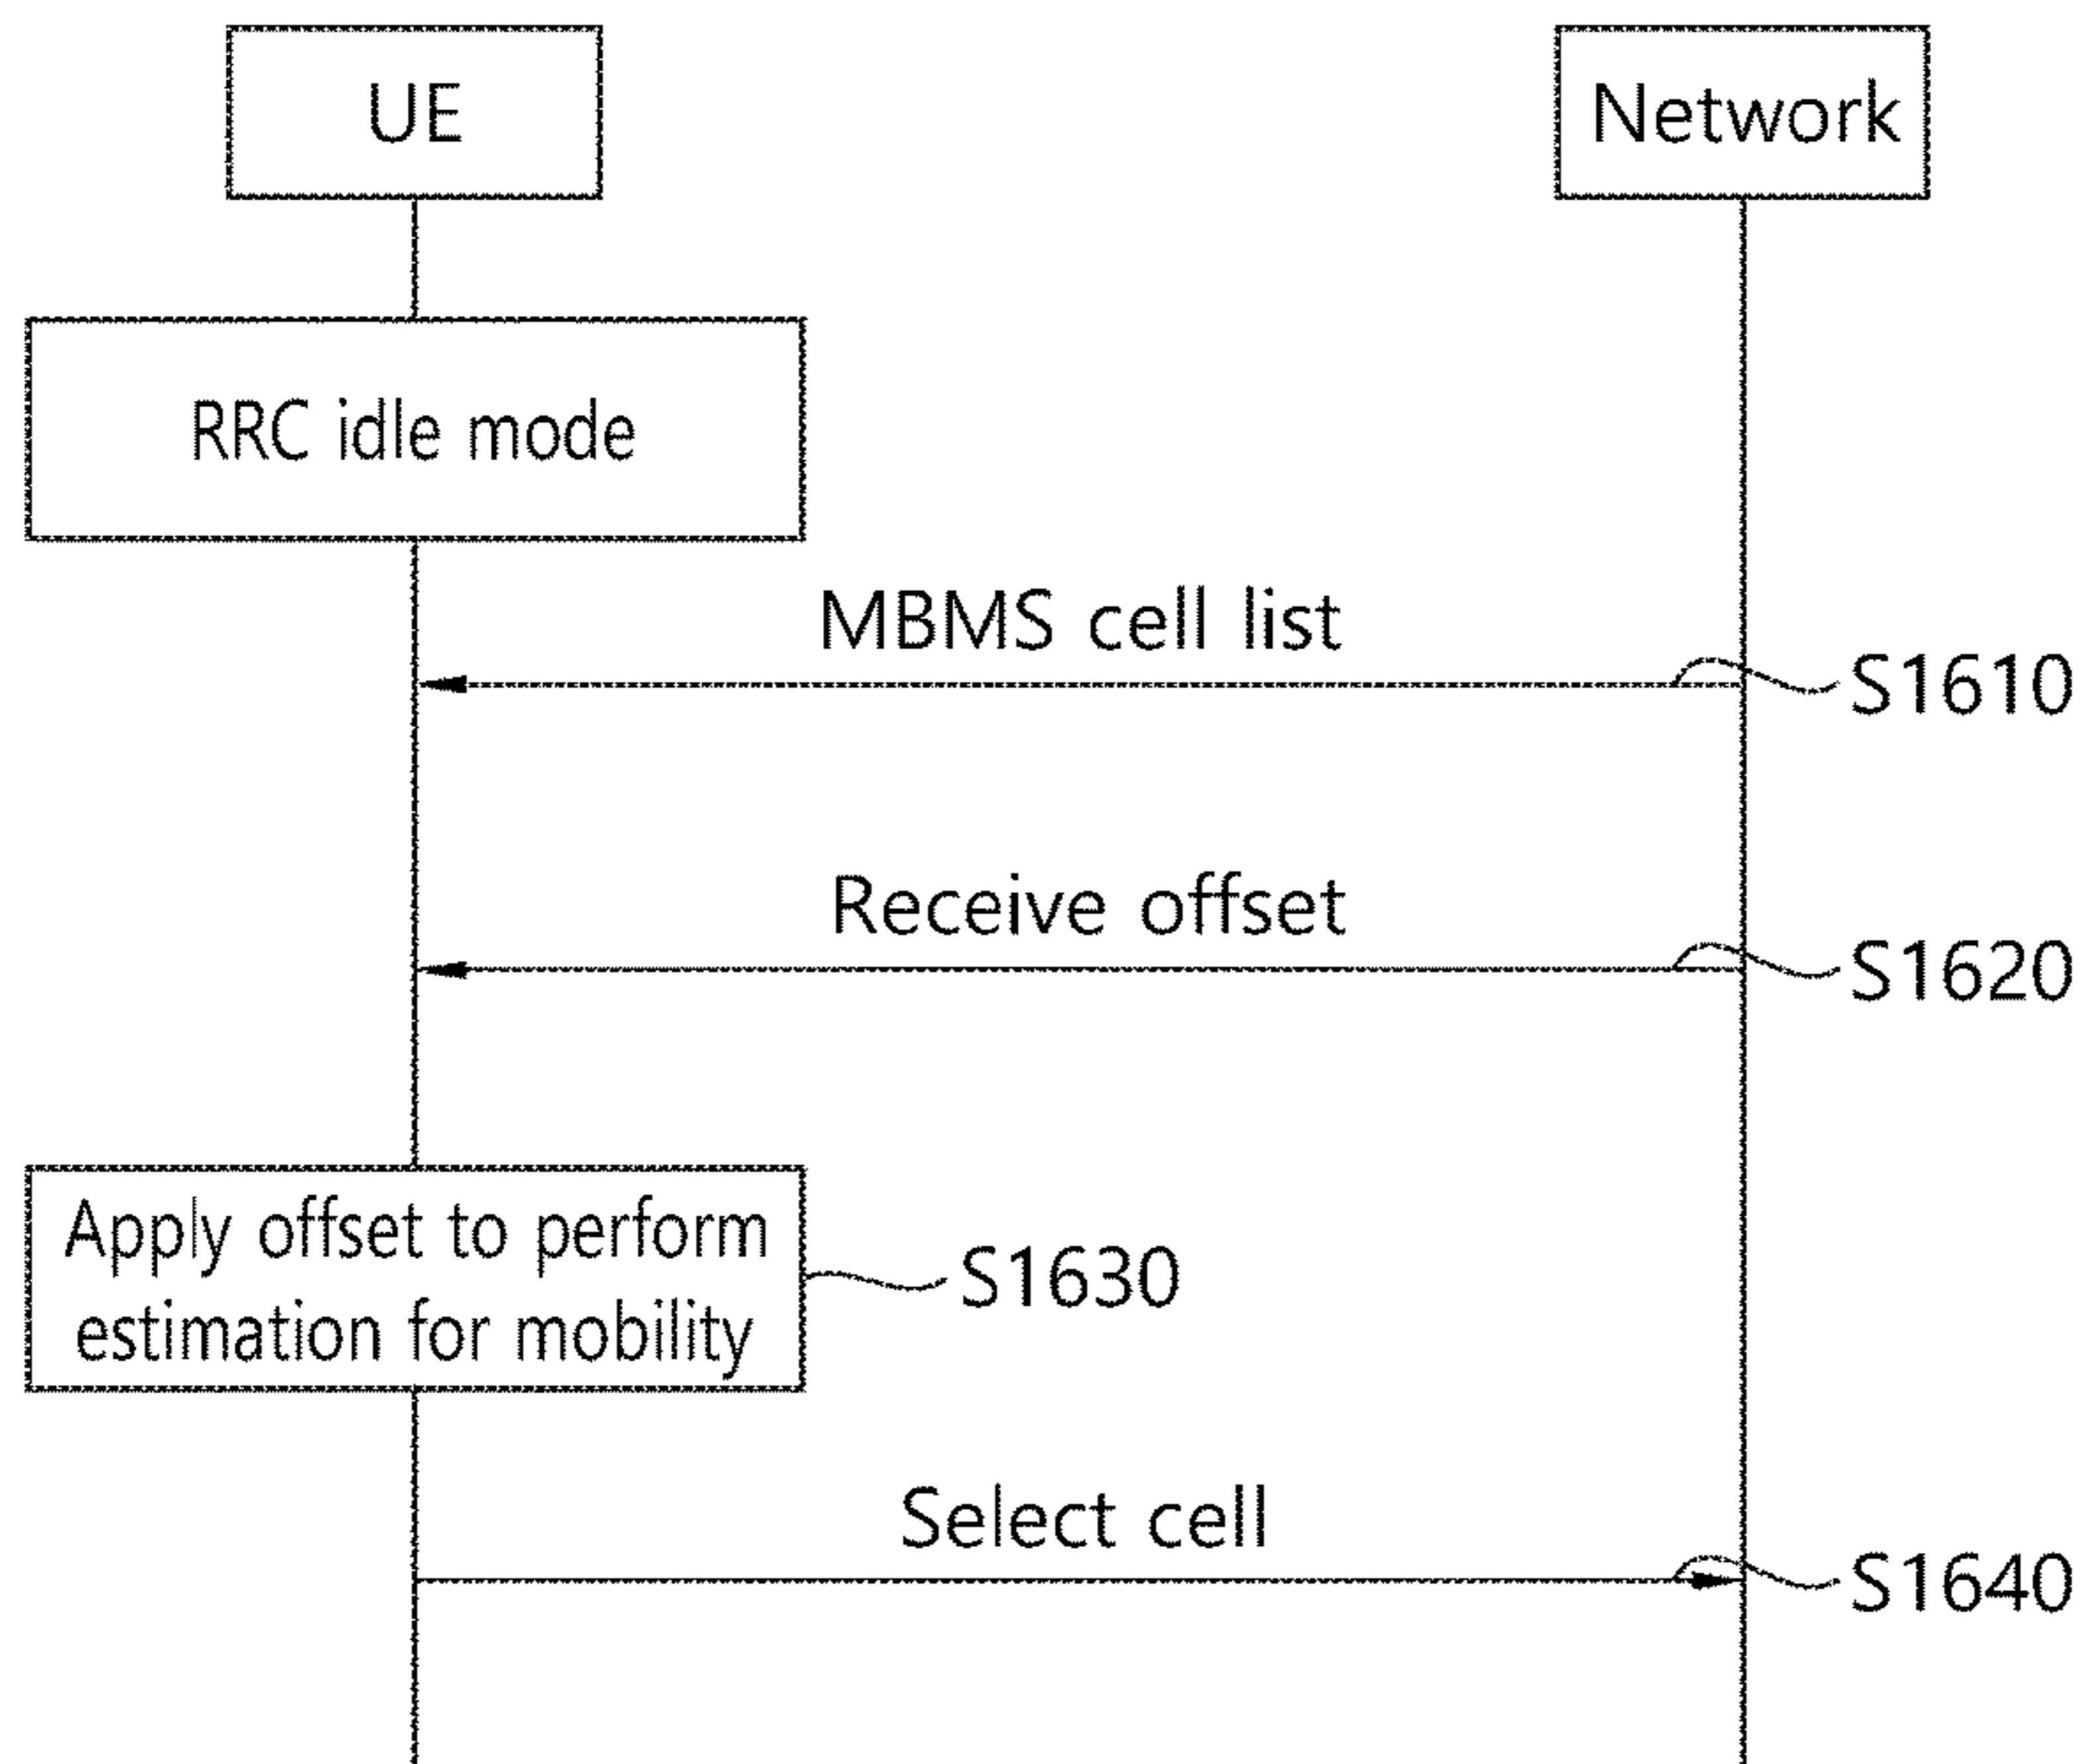 UE
Network
RRC idle mode
MBMS cell list
S1610
Receive offset
S1620
Apply offset to perform
estimation for mobility
S1630
Select cell
S1640